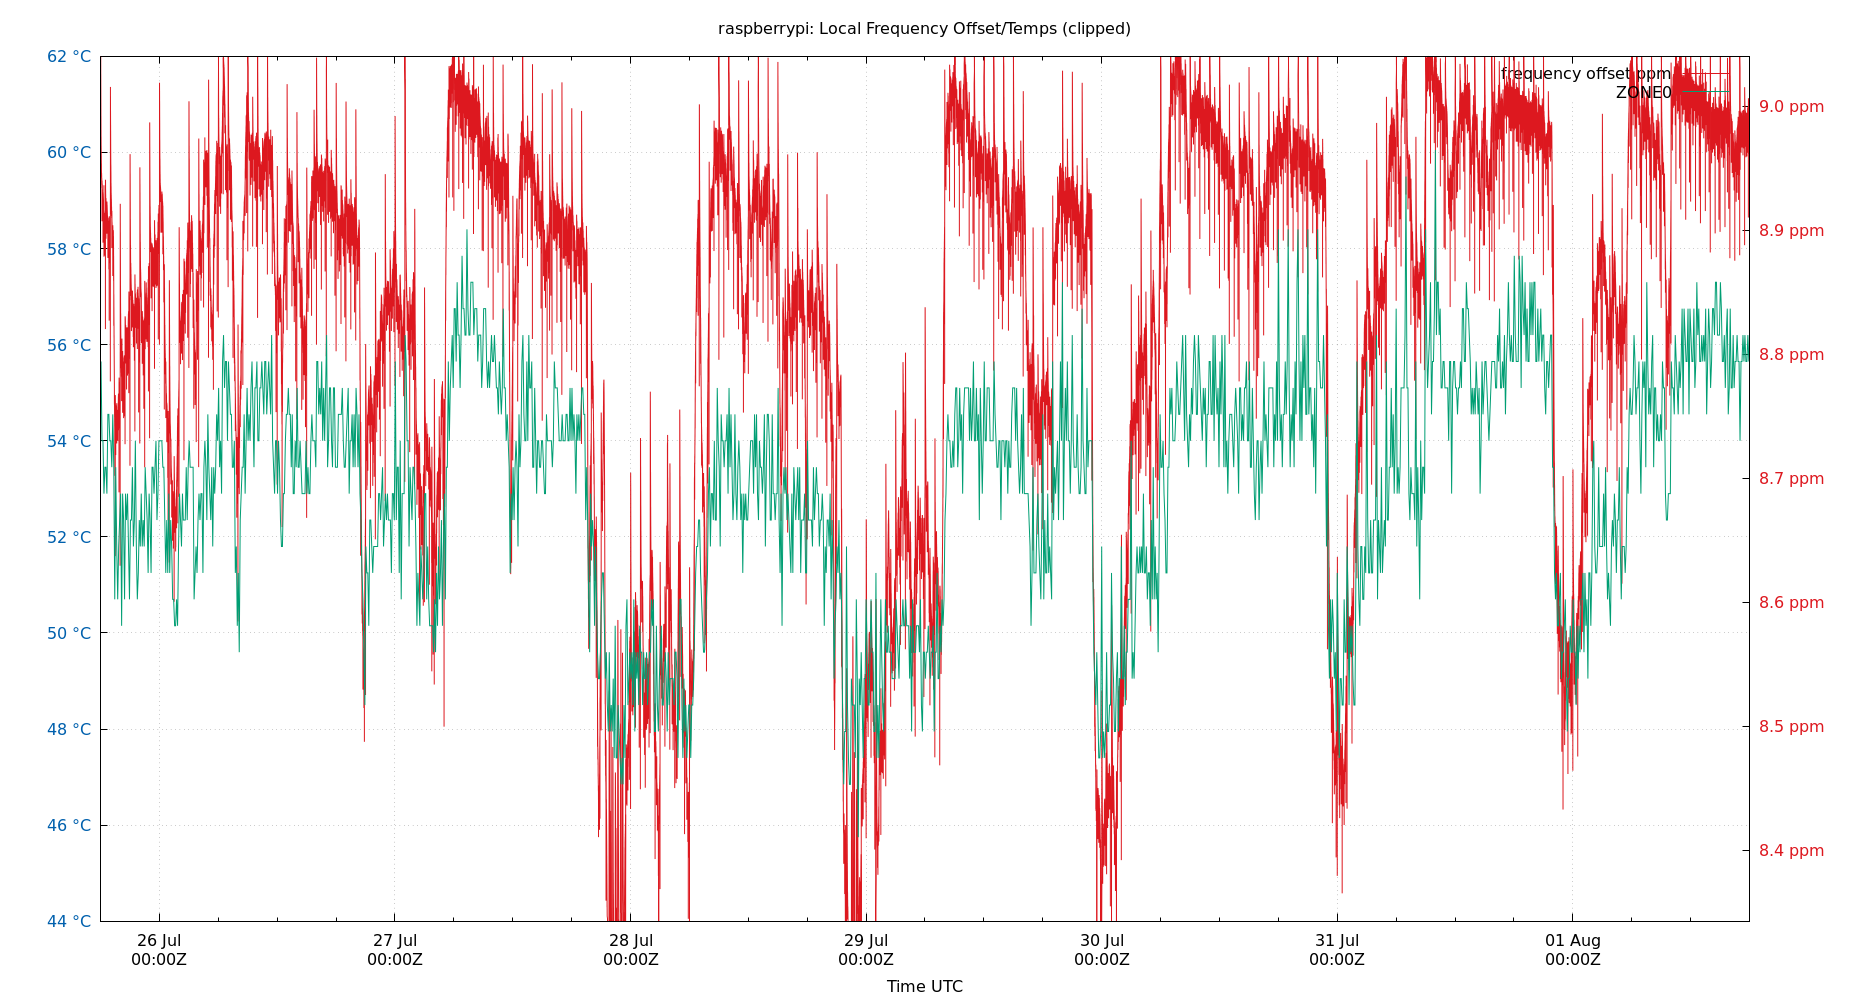 raspberrypi: Local Frequency Offset/Temps (clipped)
62 °C
60 °C
58 °C
56 °C
54 °C
52 °C
50 °C
48 °C
46 °C
44 °C
frequency offset ppm
ZONE0
9.0 ppm
8.9 ppm
8.8 ppm
8.7 ppm
8.6 ppm
8.5 ppm
8.4 ppm
26 Jul
00:00Z
27 Jul
00:00Z
28 Jul
00:00Z
29 Jul
00:00Z
30 Jul
00:00Z
31 Jul
00:00Z
01 Aug
00:00Z
Time UTC